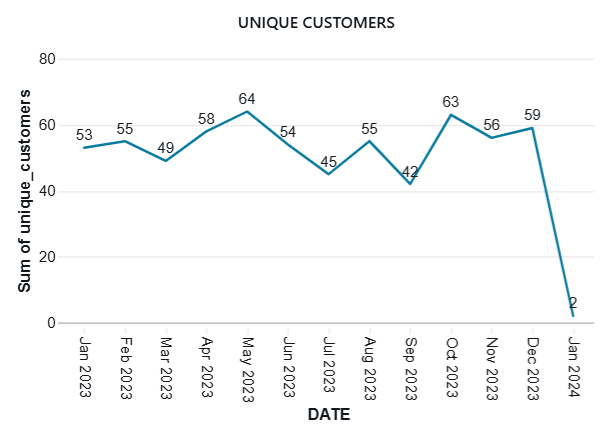 UNIQUE CUSTOMERS
80
60
40
20
0
Sum of unique_customers
53
55
49
58
64
54
45
55
42
63
56
59
2
Jan 2023
Feb 2023
Mar 2023
Apr 2023
May 2023
Jun 2023
Jul 2023
Aug 2023
Sep 2023
Oct 2023
Nov 2023
Dec 2023
Jan 2024
DATE